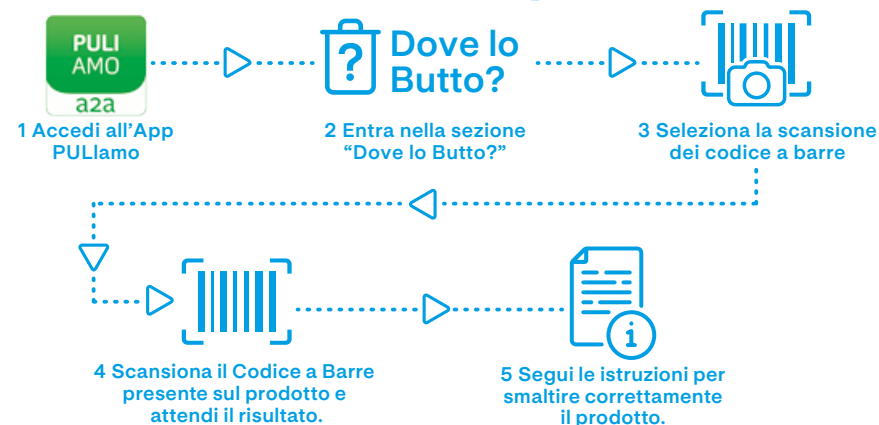 PULI
AMO
a2a
1 Accedi all'App
PULIamo
?
Dove lo
Butto?
2 Entra nella sezione
“Dove lo Butto?”
3 Seleziona la scansione
dei codice a barre
4 Scansiona il Codice a Barre
presente sul prodotto e
attendi il risultato.
i
5 Segui le istruzioni per
smaltire correttamente
il prodotto.